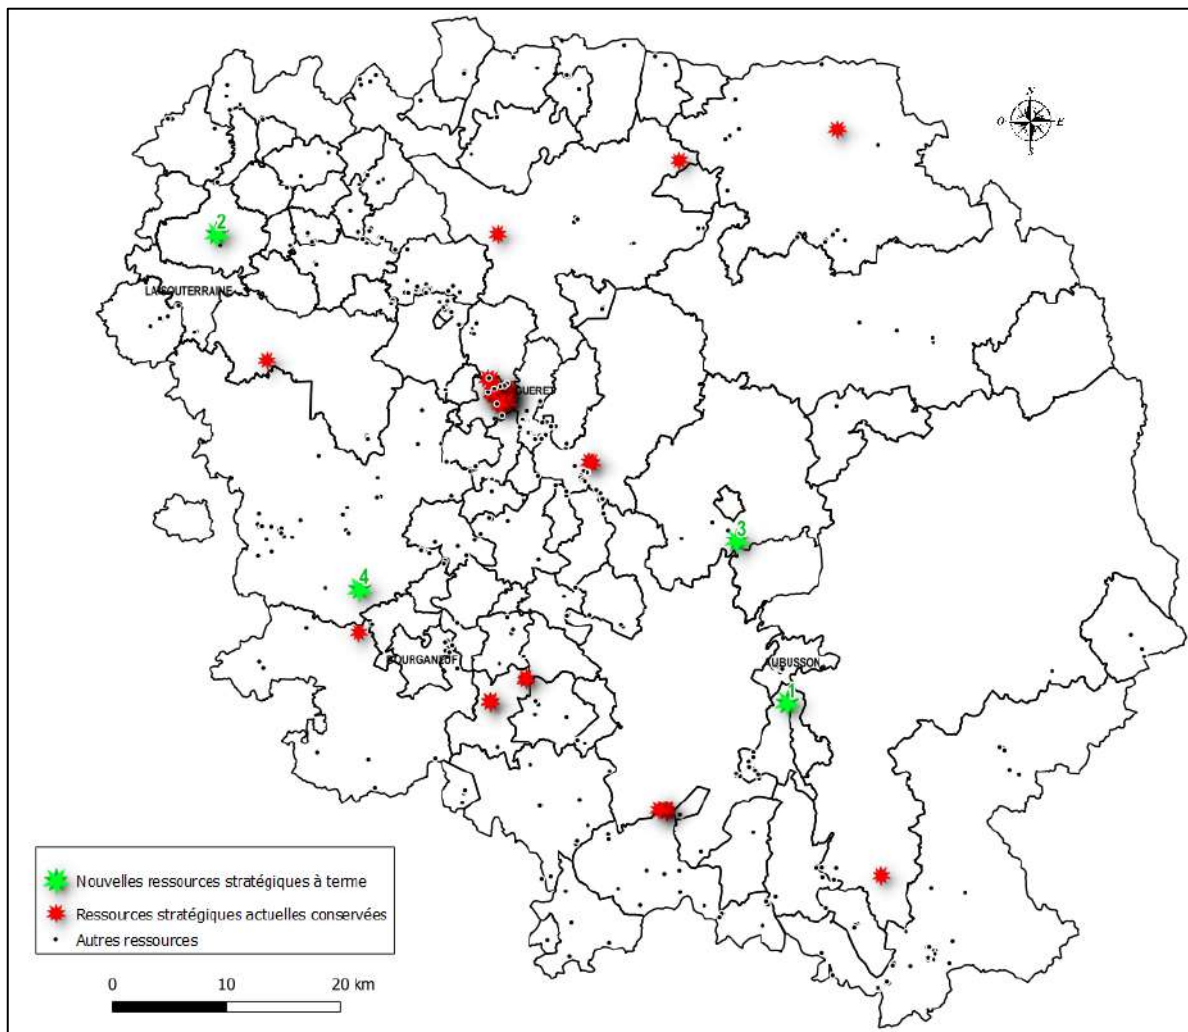 N
O E
S
2
LA SOUTERRAINE
GUERET
3
4
BOURGANEUF
AUBUSSON
1
Nouvelles ressources stratégiques à terme
Ressources stratégiques actuelles conservées
Autres ressources
0 10 20 km